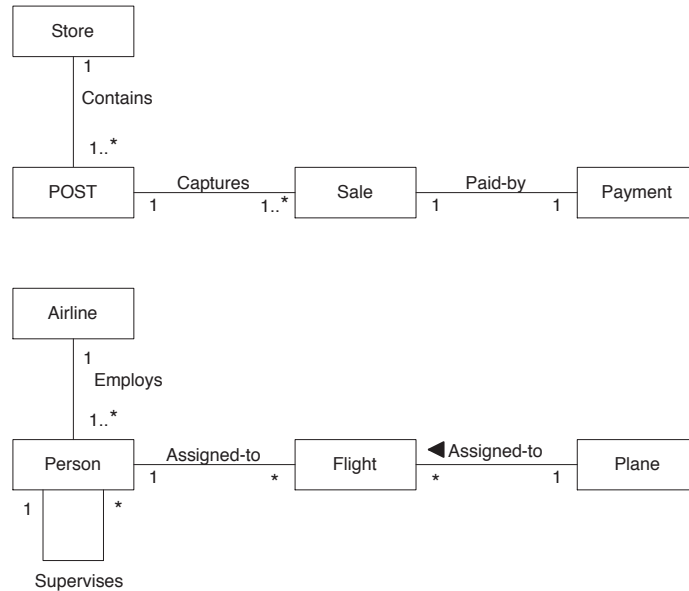 Store
1
Contains
1..*
POST
Captures
Sale
Paid-by
Payment
1
1..*
1
1
Airline
1
Employs
1..*
Person
Assigned-to
Flight
Assigned-to
Plane
1
*
*
1
1
*
Supervises